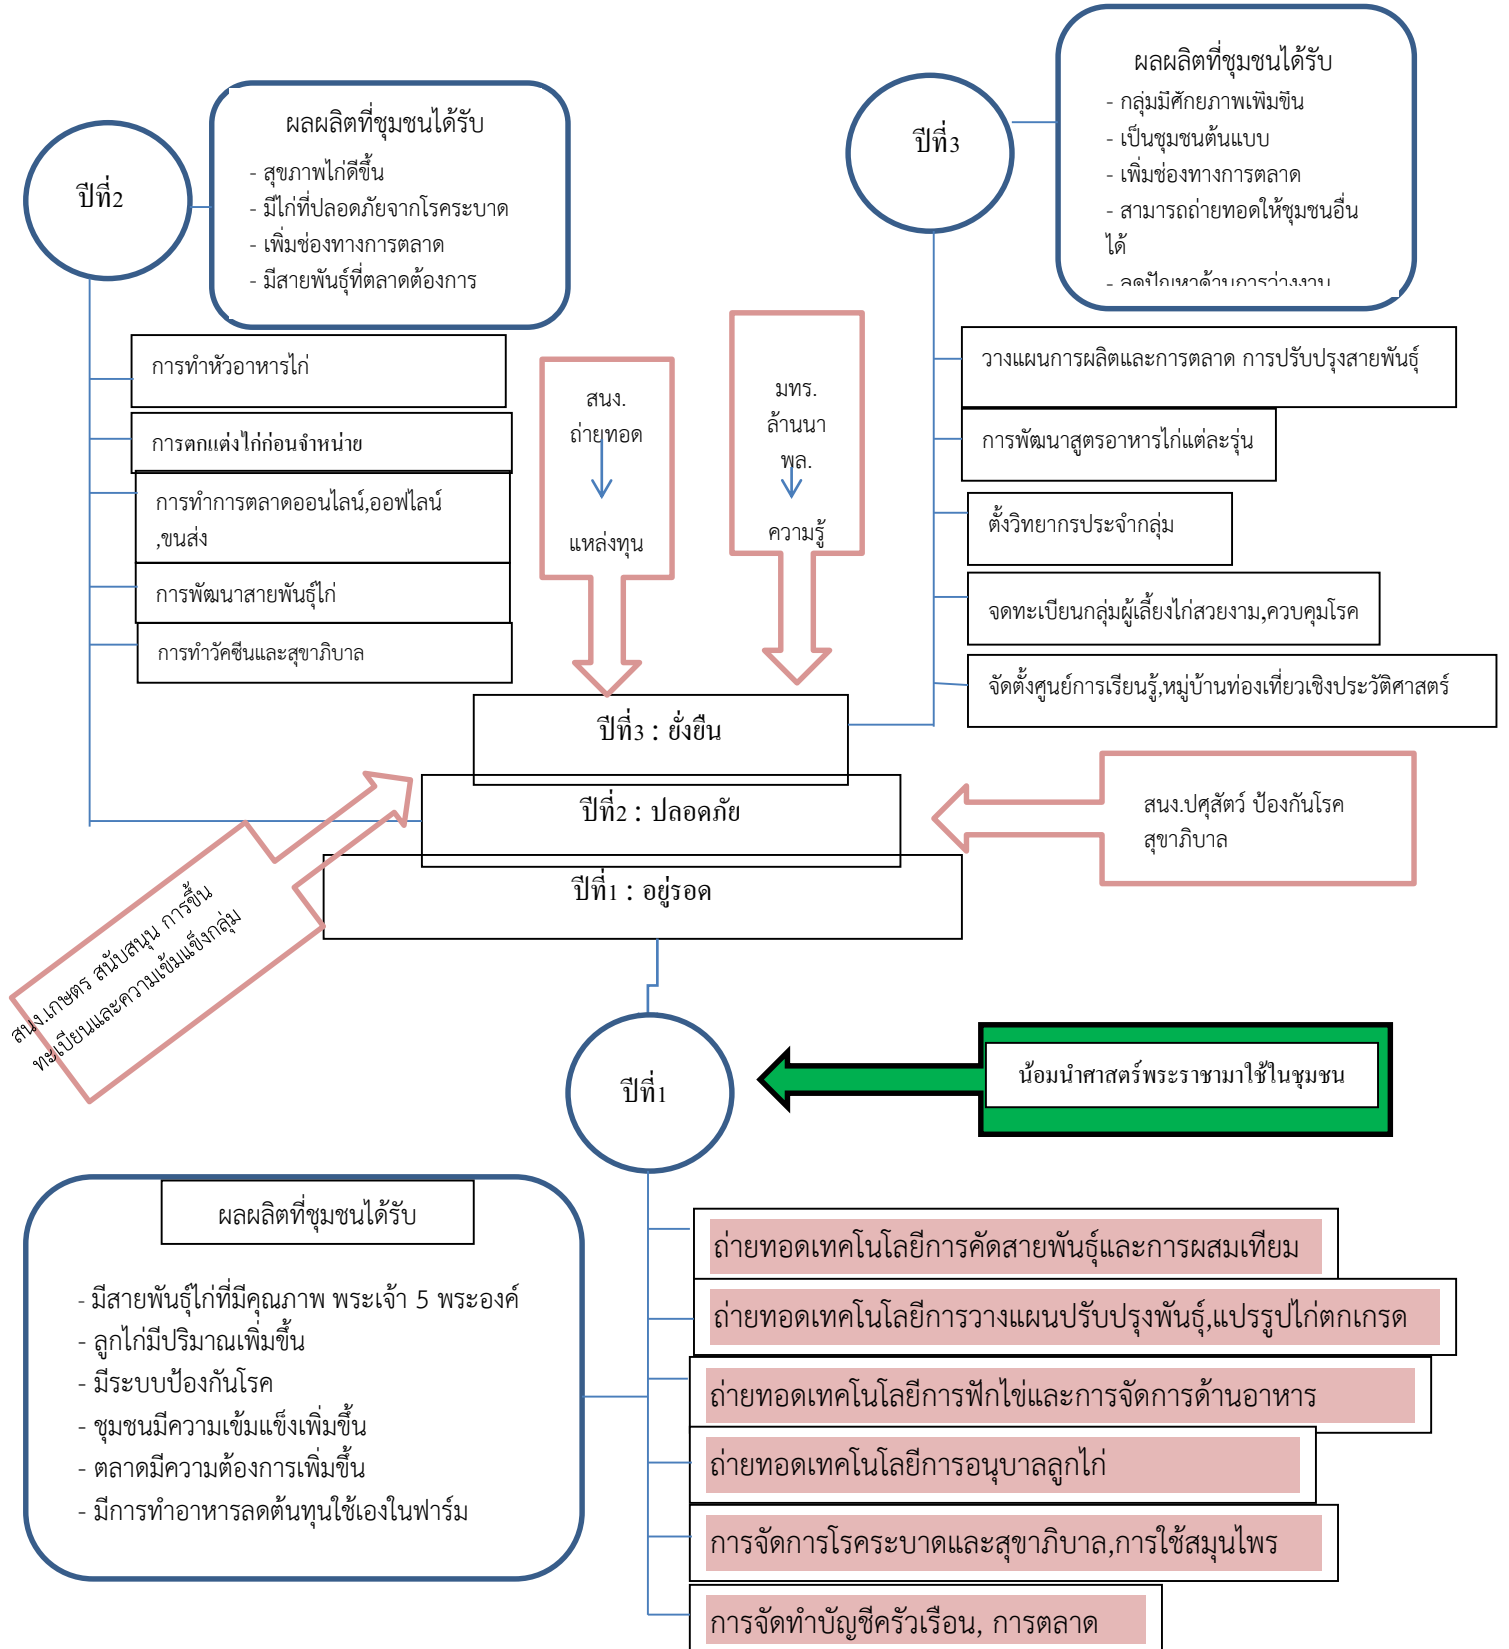 ปีที่2
ผลผลิตที่ชุมชนได้รับ
- สุขภาพไก่ดีขึ้น
- มีไก่ที่ปลอดภัยจากโรคระบาด
- เพิ่มช่องทางการตลาด
- มีสายพันธุ์ที่ตลาดต้องการ
การทำหัวอาหารไก่
การตกแต่งไก่ก่อนจำหน่าย
การทำการตลาดออนไลน์,ออฟไลน์
,ขนส่ง
การพัฒนาสายพันธุ์ไก่
การทำวัคซีนและสุขาภิบาล
สนง.
ถ่ายทอด
แหล่งทุน
มทร.
ล้านนา
พล.
ความรู้
ปีที่3
ผลผลิตที่ชุมชนได้รับ
- กลุ่มมีศักยภาพเพิ่มขึ้น
- เป็นชุมชนต้นแบบ
- เพิ่มช่องทางการตลาด
- สามารถถ่ายทอดให้ชุมชนอื่น
ได้
- ลดปัญหาด้านการว่างงาน
วางแผนการผลิตและการตลาด การปรับปรุงสายพันธุ์
การพัฒนาสูตรอาหารไก่แต่ละรุ่น
ตั้งวิทยากรประจำกลุ่ม
จดทะเบียนกลุ่มผู้เลี้ยงไก่สวยงาม,ควบคุมโรค
จัดตั้งศูนย์การเรียนรู้,หมู่บ้านท่องเที่ยวเชิงประวัติศาสตร์
ปีที่3 : ยั่งยืน
ปีที่2 : ปลอดภัย
ปีที่1 : อยู่รอด
สนง.ปศุสัตว์ ป้องกันโรค
สุขาภิบาล
สนง.เกษตร สนับสนุน การขึ้น
ทะเบียนและความเข้มแข็งกลุ่ม
ปีที่1
น้อมนำศาสตร์พระราชามาใช้ในชุมชน
ผลผลิตที่ชุมชนได้รับ
- มีสายพันธุ์ไก่ที่มีคุณภาพ พระเจ้า 5 พระองค์
- ลูกไก่มีปริมาณเพิ่มขึ้น
- มีระบบป้องกันโรค
- ชุมชนมีความเข้มแข็งเพิ่มขึ้น
- ตลาดมีความต้องการเพิ่มขึ้น
- มีการทำอาหารลดต้นทุนใช้เองในฟาร์ม
ถ่ายทอดเทคโนโลยีการคัดสายพันธุ์และการผสมเทียม
ถ่ายทอดเทคโนโลยีการวางแผนปรับปรุงพันธุ์,แปรรูปไก่ตกเกรด
ถ่ายทอดเทคโนโลยีการฟักไข่และการจัดการด้านอาหาร
ถ่ายทอดเทคโนโลยีการอนุบาลลูกไก่
การจัดการโรคระบาดและสุขาภิบาล,การใช้สมุนไพร
การจัดทำบัญชีครัวเรือน, การตลาด